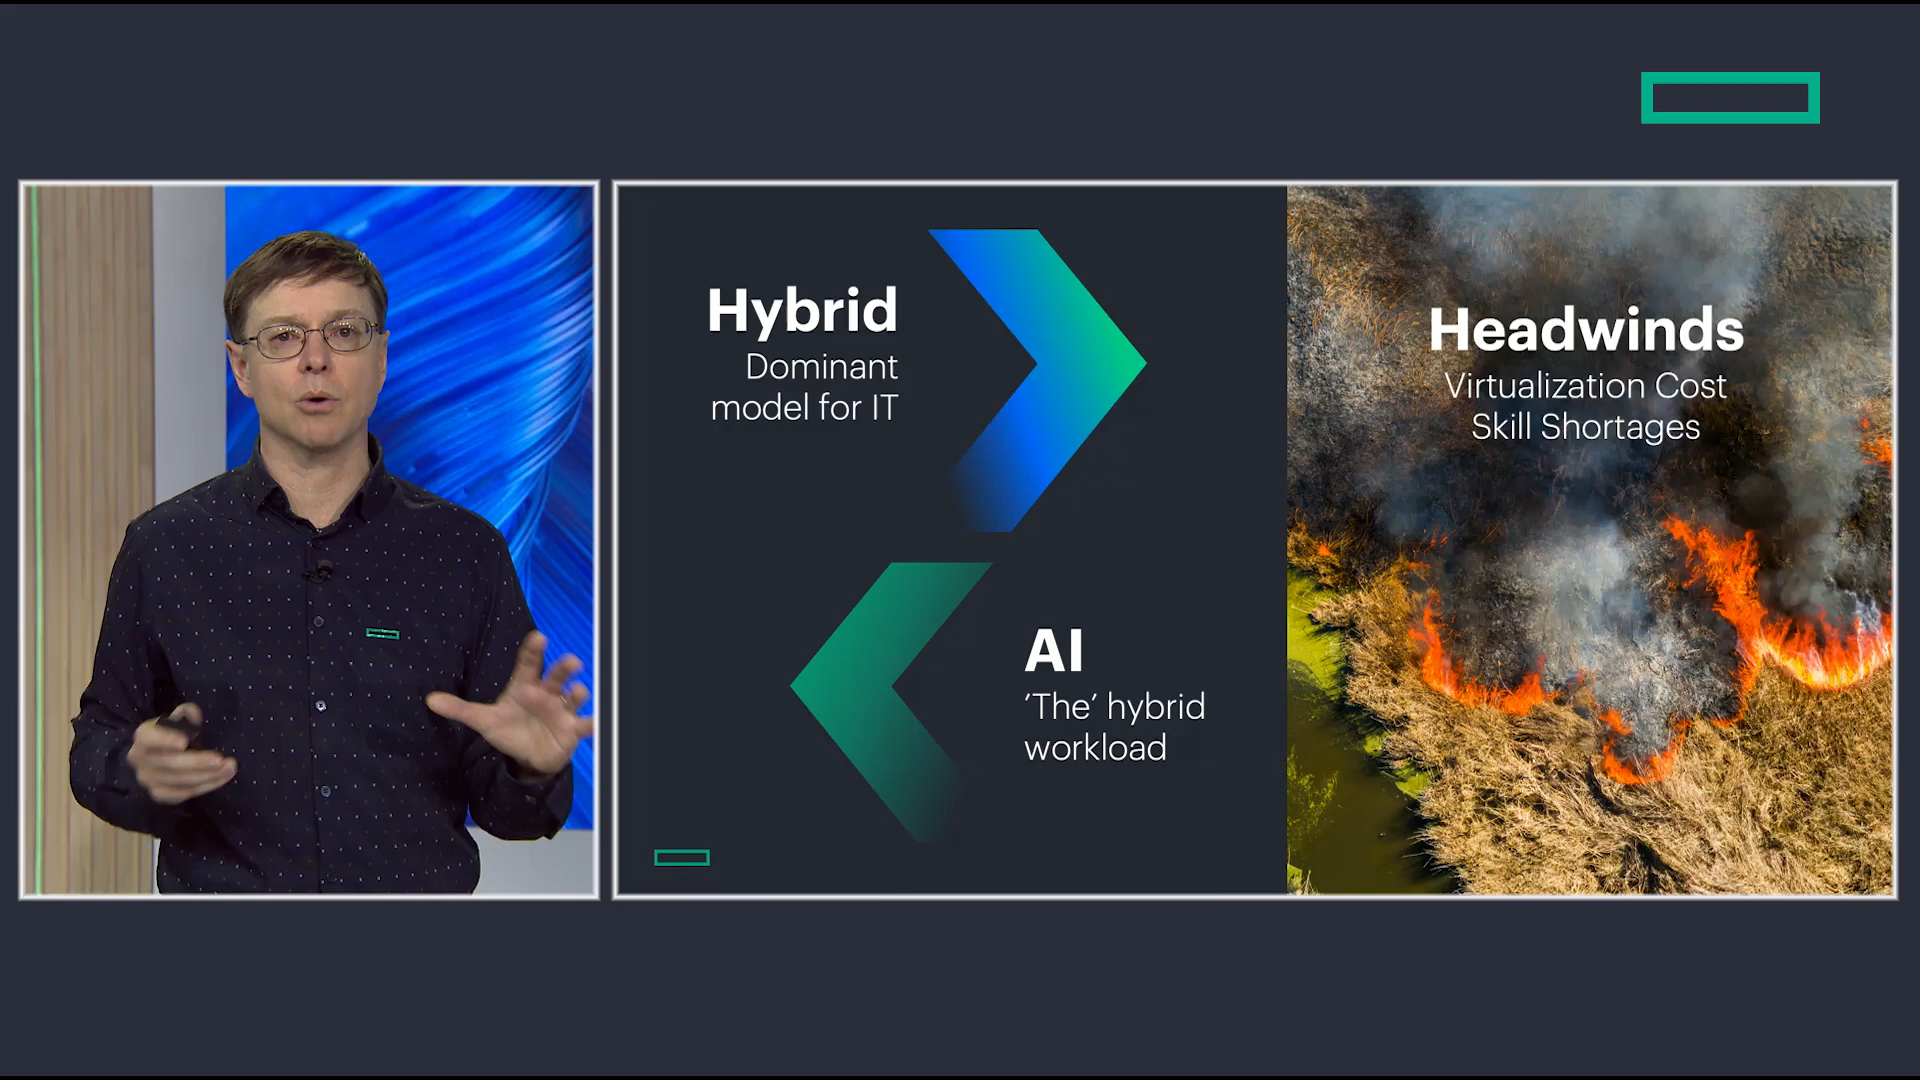 Hybrid
Dominant
model for IT
AI
'The' hybrid
workload
Headwinds
Virtualization Cost
Skill Shortages